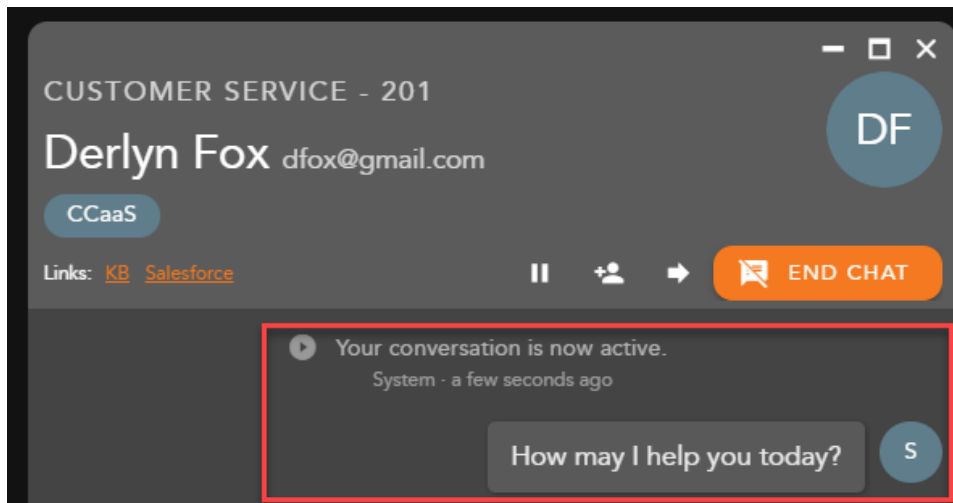 CUSTOMER SERVICE - 201
DF
Derlyn Fox dfox@gmail.com
CCaaS
Links: KB Salesforce
END CHAT
Your conversation is now active.
System · a few seconds ago
How may I help you today?
S